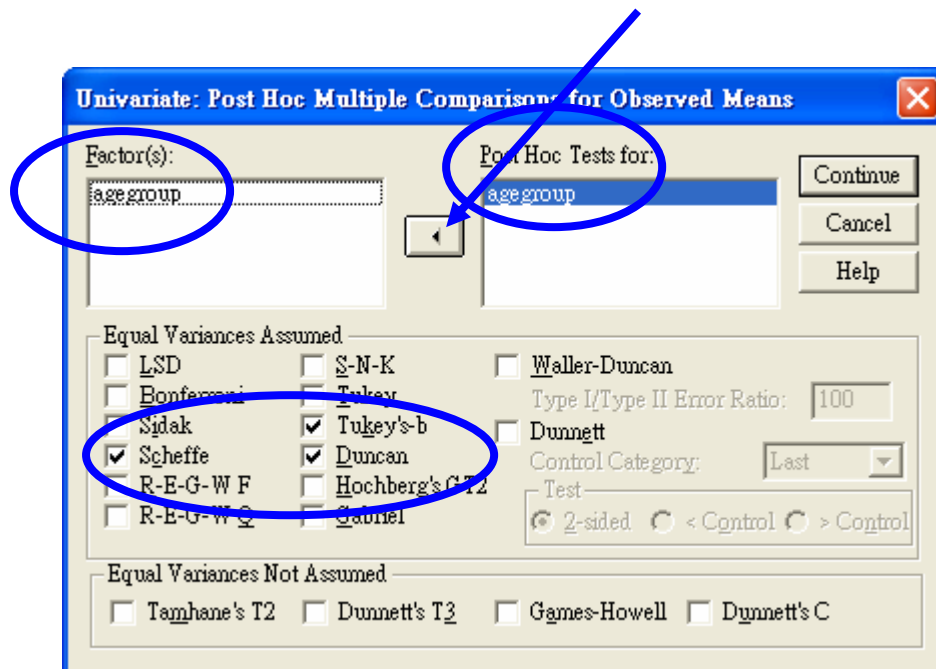 Univariate: Post Hoc Multiple Comparisons for Observed Means
Factor(s):
agegroup
Post Hoc Tests for:
agegroup
Continue
Cancel
Help
Equal Variances Assumed
LSD
S-N-K
Waller-Duncan
Bonferroni
Tukey
Type I/Type II Error Ratio: 100
Sidak
Tukey's-b
Dunnett
Scheffe
Duncan
Control Category: Last
R-E-G-W F
Hochberg's GT2
Test
R-E-G-W Q
Gabriel
2-sided < Control > Control
Equal Variances Not Assumed
Tamhane's T2 Dunnett's T3 Games-Howell Dunnett's C